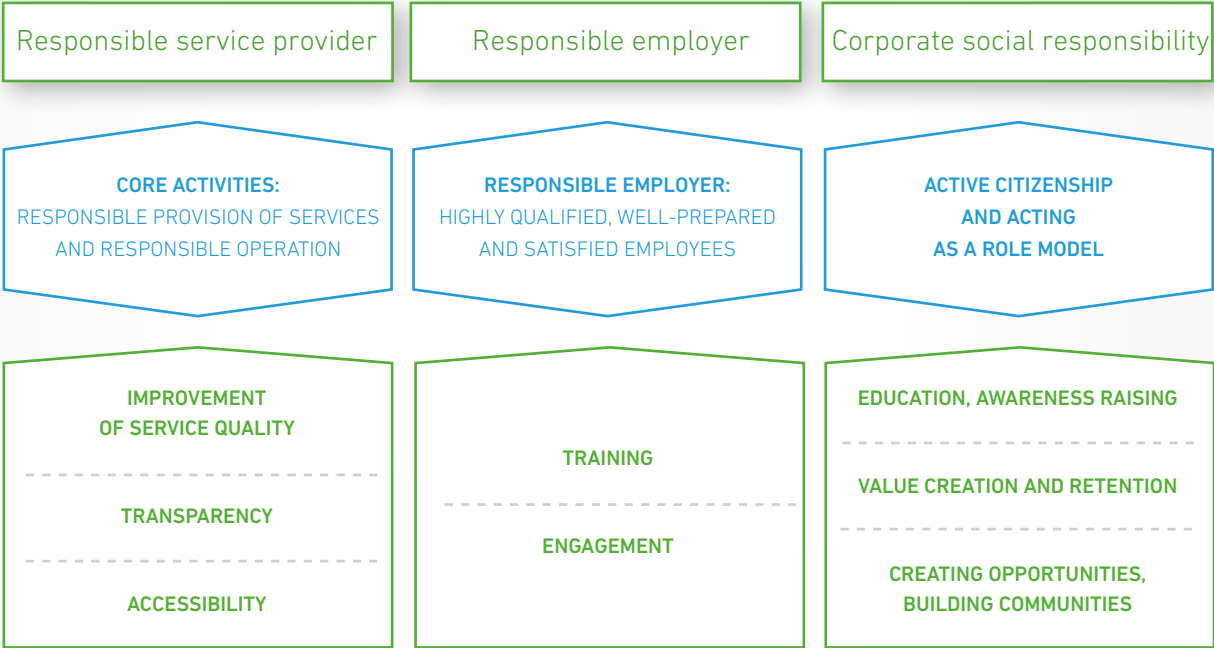 Responsible service provider
Responsible employer
Corporate social responsibility
CORE ACTIVITIES:
RESPONSIBLE PROVISION OF SERVICES
AND RESPONSIBLE OPERATION
RESPONSIBLE EMPLOYER:
HIGHLY QUALIFIED, WELL-PREPARED
AND SATISFIED EMPLOYEES
ACTIVE CITIZENSHIP
AND ACTING
AS A ROLE MODEL
IMPROVEMENT
OF SERVICE QUALITY
TRANSPARENCY
ACCESSIBILITY
TRAINING
ENGAGEMENT
EDUCATION, AWARENESS RAISING
VALUE CREATION AND RETENTION
CREATING OPPORTUNITIES,
BUILDING COMMUNITIES